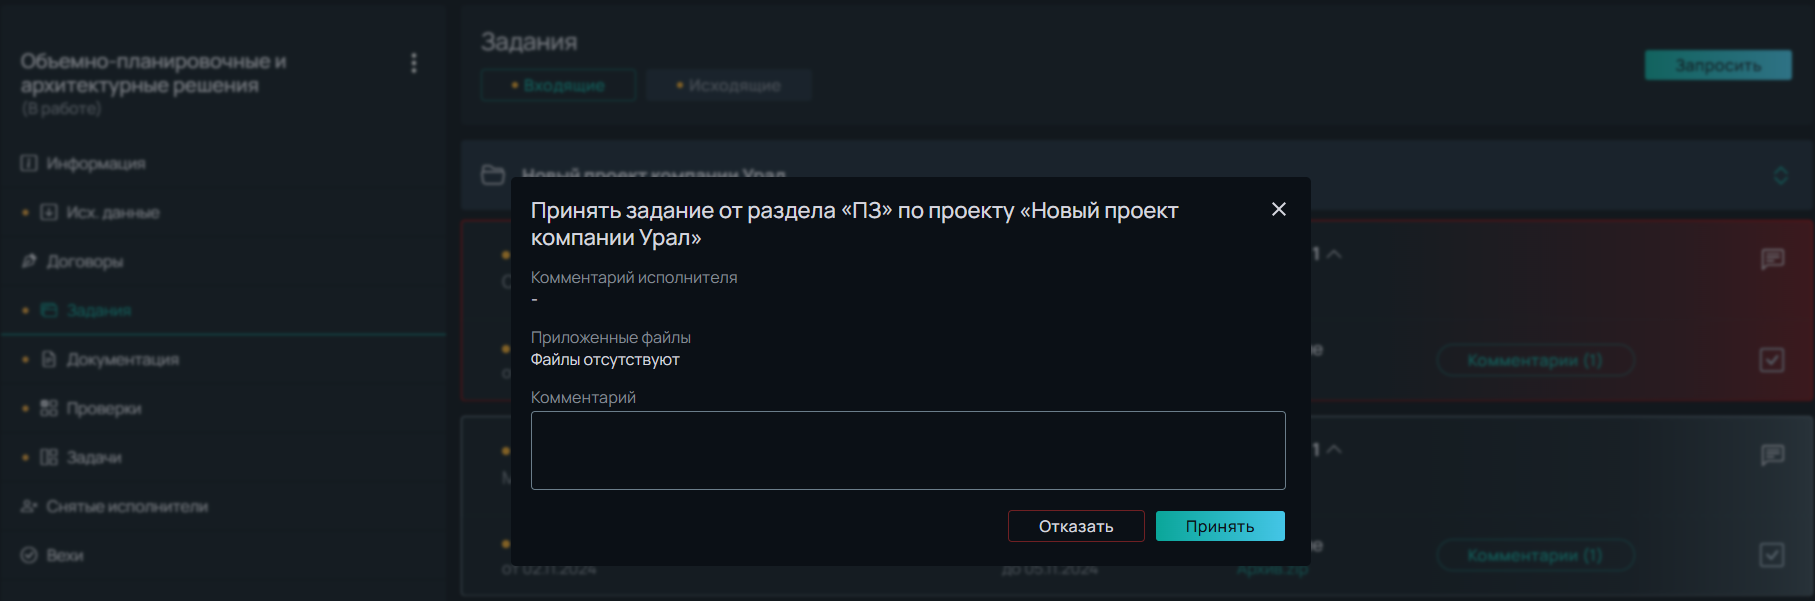 Объемно-планировочные и
архитектурные решения
(В работе)
Информация
Исх. данные
Договоры
Задания
Документация
Проверки
Задачи
Снятые исполнители
Вехи
Задания
Входящие
Исходящие
Запросить
Новый проект компании Урал
Принять задание от раздела «ПЗ» по проекту «Новый проект
компании Урал»
Комментарий исполнителя
-
Приложенные файлы
Файлы отсутствуют
Комментарий
Отказать
Принять
1
Комментарии (1)
1
Комментарии (1)
от 02.11.2024
до 05.11.2024
Архив.zip